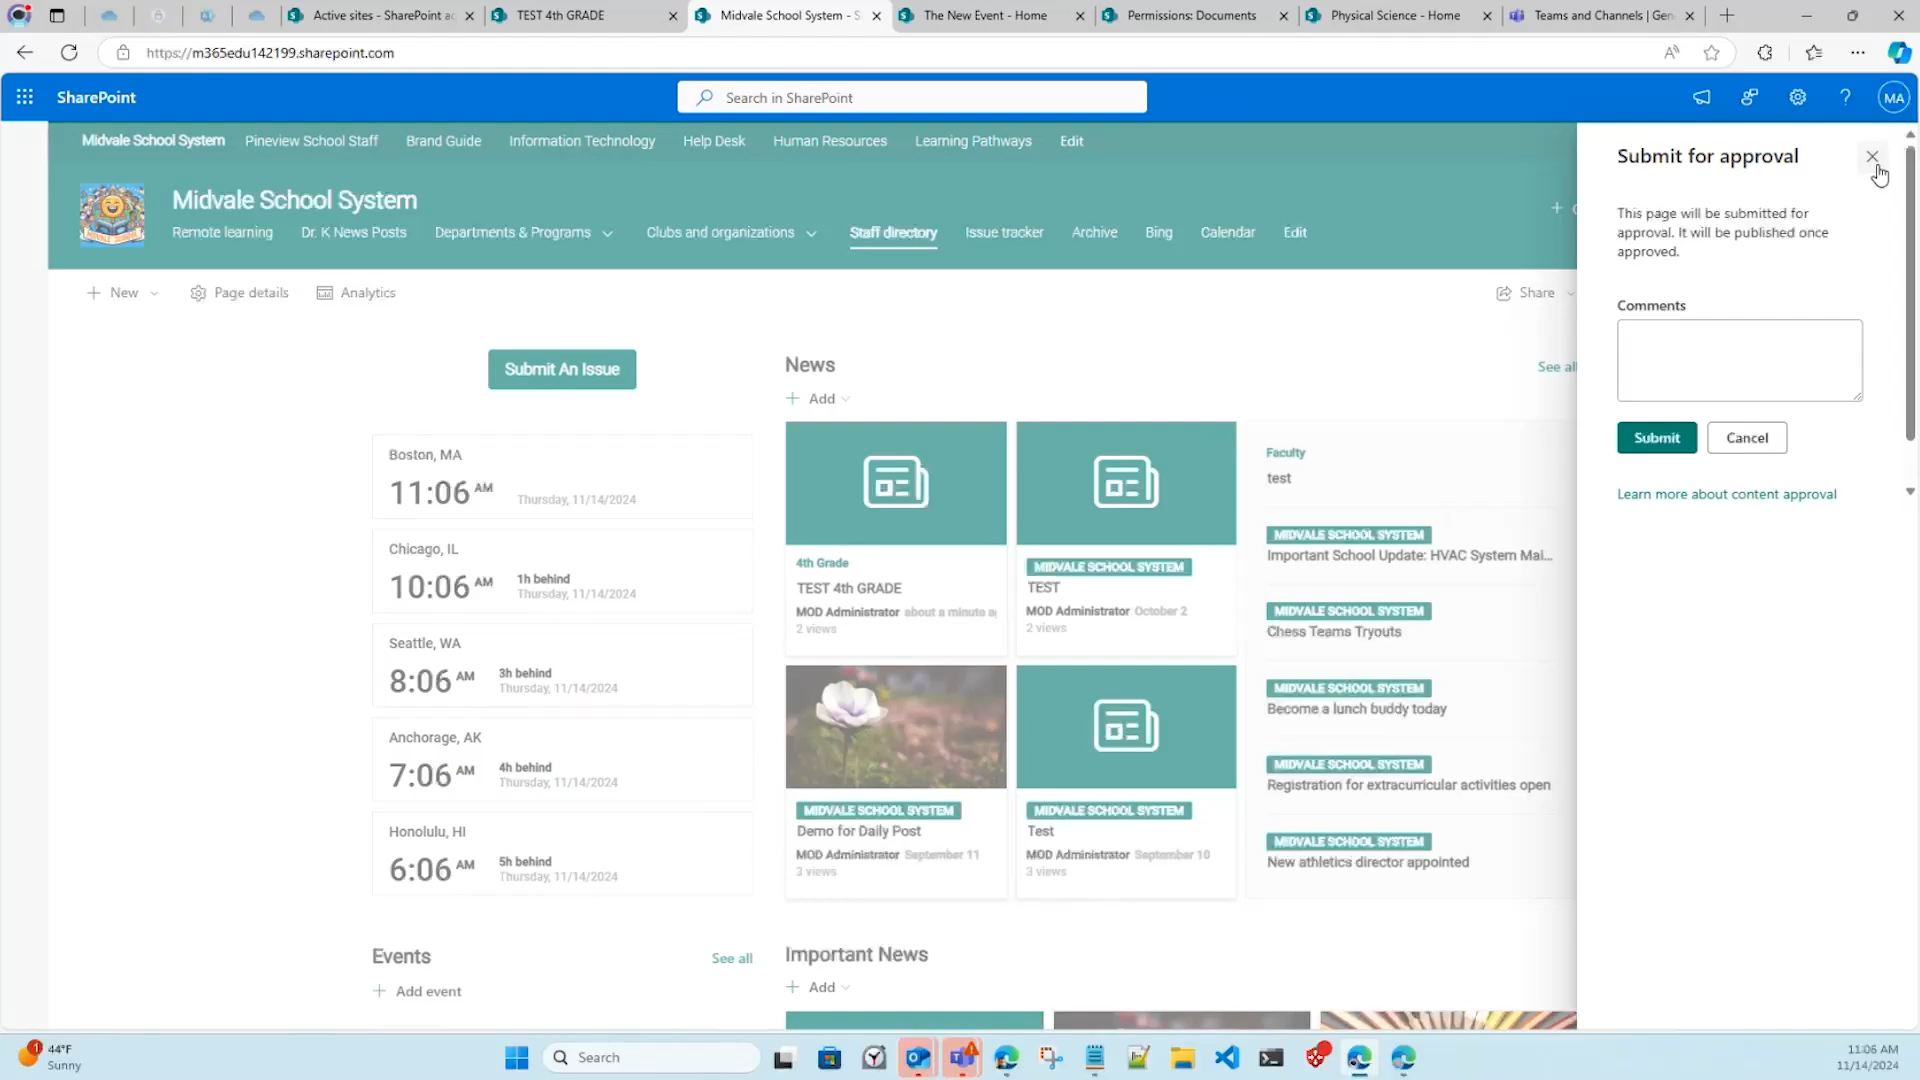 Active sites - SharePoint ac
TEST 4th GRADE
Midvale School System - S
The New Event - Home
Permissions: Documents
Physical Science - Home
Teams and Channels | Gen
https://m365edu142199.sharepoint.com
SharePoint
Search in SharePoint
MA
Midvale School System
Pineview School Staff
Brand Guide
Information Technology
Help Desk
Human Resources
Learning Pathways
Edit
Midvale School System
Remote learning
Dr. K News Posts
Departments & Programs
Clubs and organizations
Staff directory
Issue tracker
Archive
Bing
Calendar
Edit
New
Page details
Analytics
Share
Submit An Issue
Boston, MA
11:06 AM
Thursday, 11/14/2024
Chicago, IL
10:06 AM
1h behind
Thursday, 11/14/2024
Seattle, WA
8:06 AM
3h behind
Thursday, 11/14/2024
Anchorage, AK
7:06 AM
4h behind
Thursday, 11/14/2024
Honolulu, HI
6:06 AM
5h behind
Thursday, 11/14/2024
Events
See all
Add event
News
See all
Add
4th Grade
TEST 4th GRADE
MOD Administrator about a minute ag
2 views
MIDVALE SCHOOL SYSTEM
TEST
MOD Administrator October 2
2 views
MIDVALE SCHOOL SYSTEM
Demo for Daily Post
MOD Administrator September 11
3 views
MIDVALE SCHOOL SYSTEM
Test
MOD Administrator September 10
3 views
Faculty
test
MIDVALE SCHOOL SYSTEM
Important School Update: HVAC System Mai...
MIDVALE SCHOOL SYSTEM
Chess Teams Tryouts
MIDVALE SCHOOL SYSTEM
Become a lunch buddy today
MIDVALE SCHOOL SYSTEM
Registration for extracurricular activities open
MIDVALE SCHOOL SYSTEM
New athletics director appointed
Important News
Add
Submit for approval
This page will be submitted for
approval. It will be published once
approved.
Comments
Submit
Cancel
Learn more about content approval
1
44°F
Sunny
Search
11:06 AM
11/14/2024